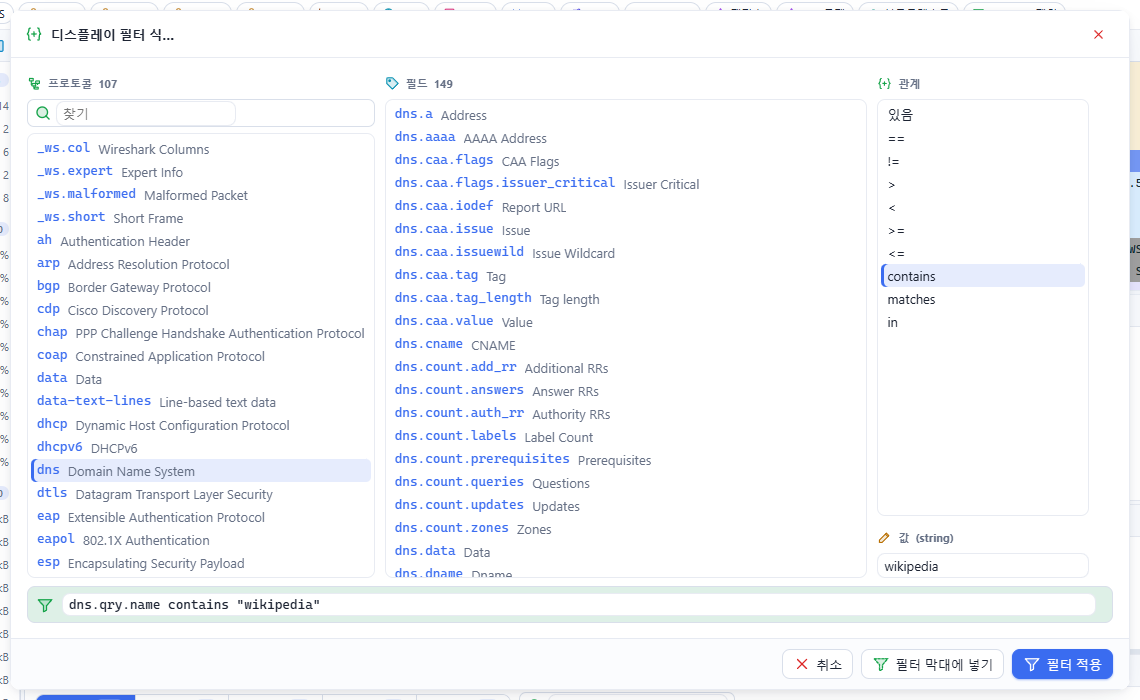 디스플레이 필터 식...
프로토콜 107
찾기
_ws.col Wireshark Columns
_ws.expert Expert Info
_ws.malformed Malformed Packet
_ws.short Short Frame
ah Authentication Header
arp Address Resolution Protocol
bgp Border Gateway Protocol
cdp Cisco Discovery Protocol
chap PPP Challenge Handshake Authentication Protocol
coap Constrained Application Protocol
data Data
data-text-lines Line-based text data
dhcp Dynamic Host Configuration Protocol
dhcpv6 DHCPv6
dns Domain Name System
dtls Datagram Transport Layer Security
eap Extensible Authentication Protocol
eapol 802.1X Authentication
esp Encapsulating Security Payload
필드 149
dns.a Address
dns.aaaa AAAA Address
dns.caa.flags CAA Flags
dns.caa.flags.issuer_critical Issuer Critical
dns.caa.iodef Report URL
dns.caa.issue Issue
dns.caa.issuewild Issue Wildcard
dns.caa.tag Tag
dns.caa.tag_length Tag length
dns.caa.value Value
dns.cname CNAME
dns.count.add_rr Additional RRs
dns.count.answers Answer RRs
dns.count.auth_rr Authority RRs
dns.count.labels Label Count
dns.count.prerequisites Prerequisites
dns.count.queries Questions
dns.count.updates Updates
dns.count.zones Zones
dns.data Data
dns.dname Dname
{+} 관계
있음
==
!=
>
<
>=
<=
contains
matches
in
값 (string)
wikipedia
dns.qry.name contains "wikipedia"
취소
필터 막대에 넣기
필터 적용